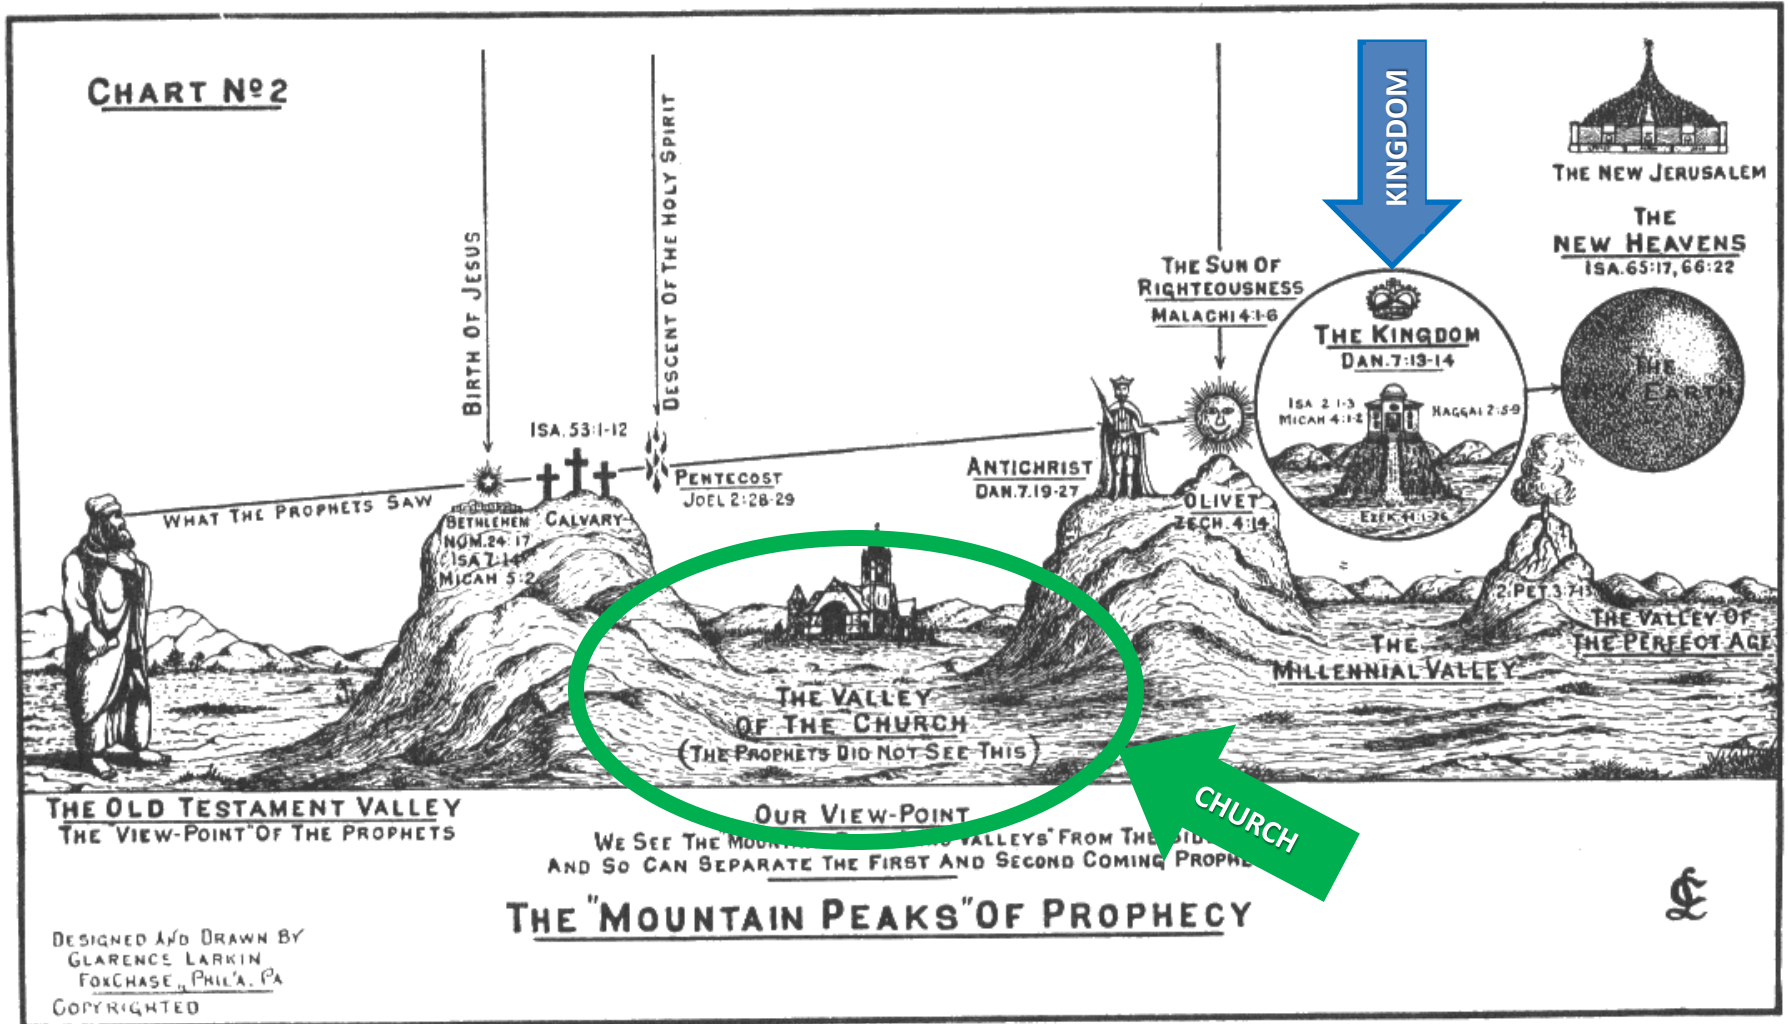 CHART Nº 2
BIRTH OF JESUS
DESCENT OF THE HOLY SPIRIT
KINGDOM
THE NEW JERUSALEM
THE
NEW HEAVENS
ISA. 65:17, 66:22
THE SUN OF
RIGHTEOUSNESS
MALACHI 4:1-6
THE KINGDOM
DAN. 7:13-14
ISA 2 1-3
MICAH 4:1-2
HAGGAI 2:5-9
THE
NEW EARTH
ISA. 53:1-12
PENTECOST
JOEL 2:28-29
ANTICHRIST
DAN. 7.19-27
WHAT THE PROPHETS SAW
BETHLEHEM
NUM. 24:17
ISA 7:14
MICAH 5:2
CALVARY
OLIVET
ZECH. 4:14
2. PET 3 7-13
THE VALLEY OF
THE PERFECT AGE
THE
MILLENNIAL VALLEY
THE VALLEY
OF THE "CHURCH
(THE PROPHETS DID NOT SEE THIS)
CHURCH
THE OLD TESTAMENT VALLEY
THE "VIEW-POINT" OF THE PROPHETS
OUR VIEW-POINT
WE SEE THE VALLEYS" FROM THE
AND SO CAN SEPARATE THE FIRST AND SECOND COMING
THE "MOUNTAIN PEAKS" OF PROPHECY
DESIGNED AND DRAWN BY
CLARENCE LARKIN
FOXCHASE, PHIL'A. PA
COPYRIGHTED